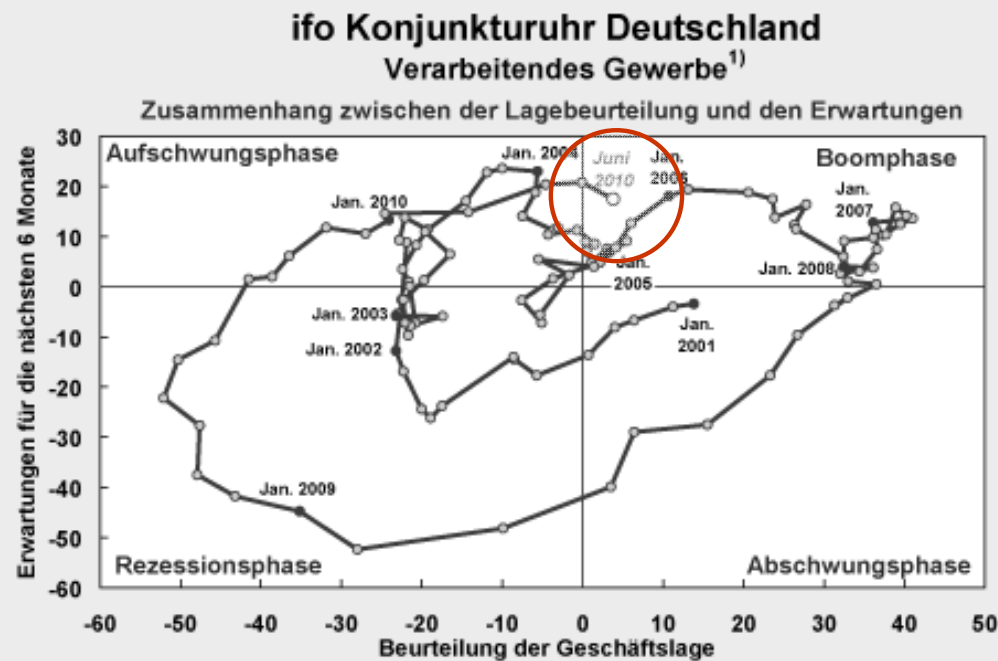 ifo Konjunkturuhr Deutschland
Verarbeitendes Gewerbe1)
Zusammenhang zwischen der Lagebeurteilung und den Erwartungen
Erwartungen für die nächsten 6 Monate
30
20
10
0
-10
-20
-30
-40
-50
-60
Aufschwungphase
Boomphase
Jan. 2004
Juni
2010
Jan.
2006
Jan. 2010
Jan.
2007
Jan. 2008
Jan.
2005
Jan. 2003
Jan. 2002
Jan.
2001
Jan. 2009
Rezessionsphase
Abschwungphase
-60 -50 -40 -30 -20 -10 0 10 20 30 40 50
Beurteilung der Geschäftslage